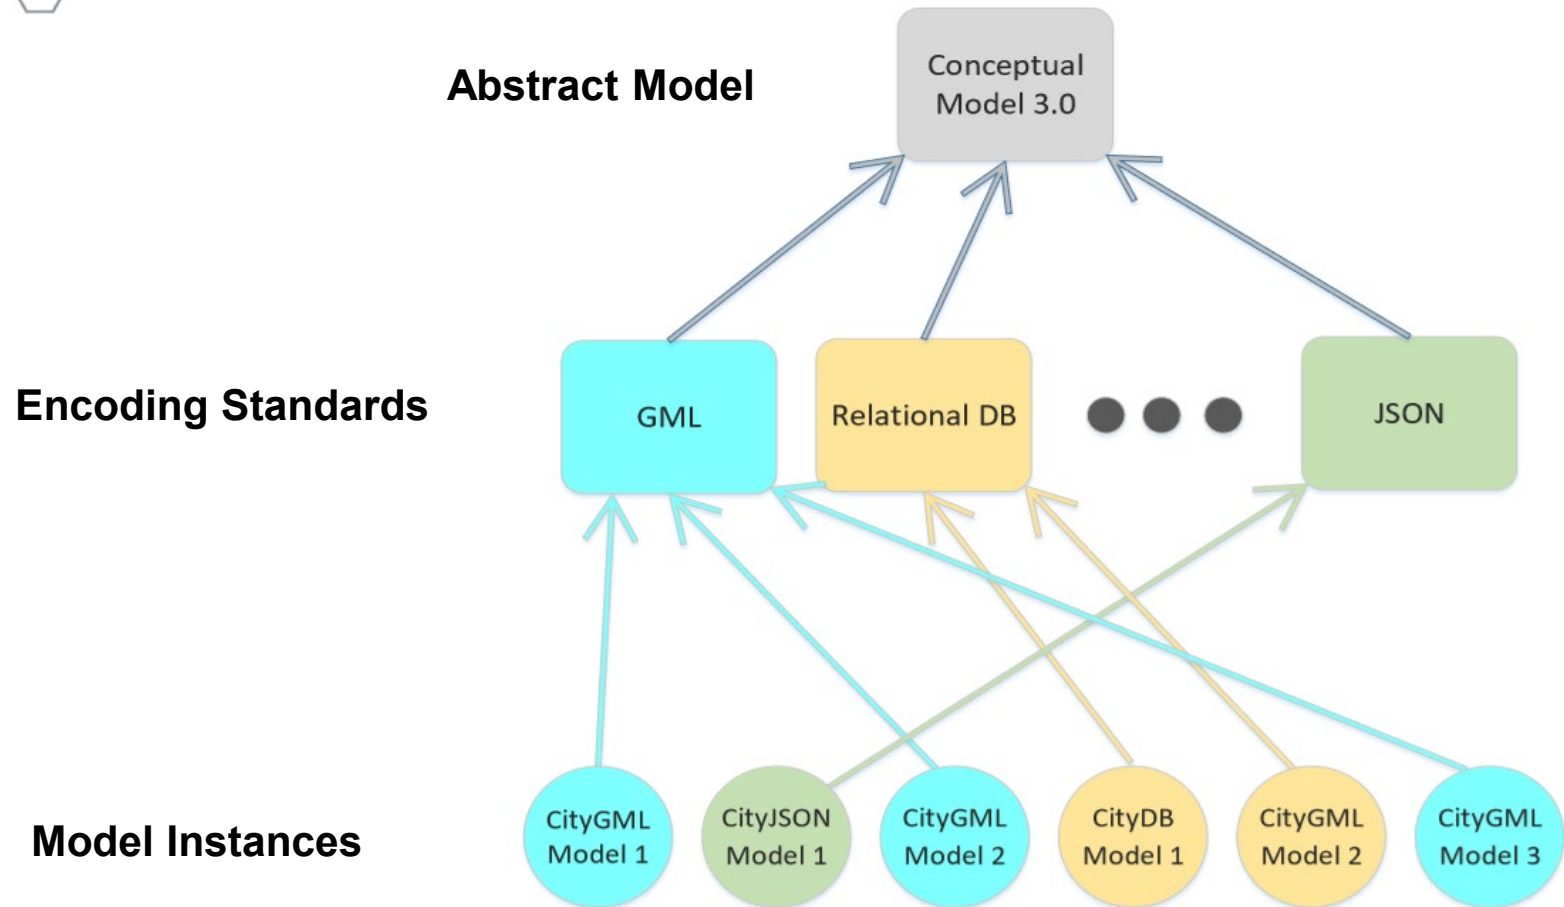 Abstract Model
Conceptual
Model 3.0
Encoding Standards
GML
Relational DB
JSON
Model Instances
CityGML
Model 1
CityJSON
Model 1
CityGML
Model 2
CityDB
Model 1
CityGML
Model 2
CityGML
Model 3